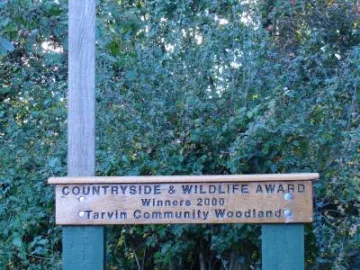 COUNTRYSIDE & WILDLIFE AWARD
Winners 2000
Tarvin Community Woodland